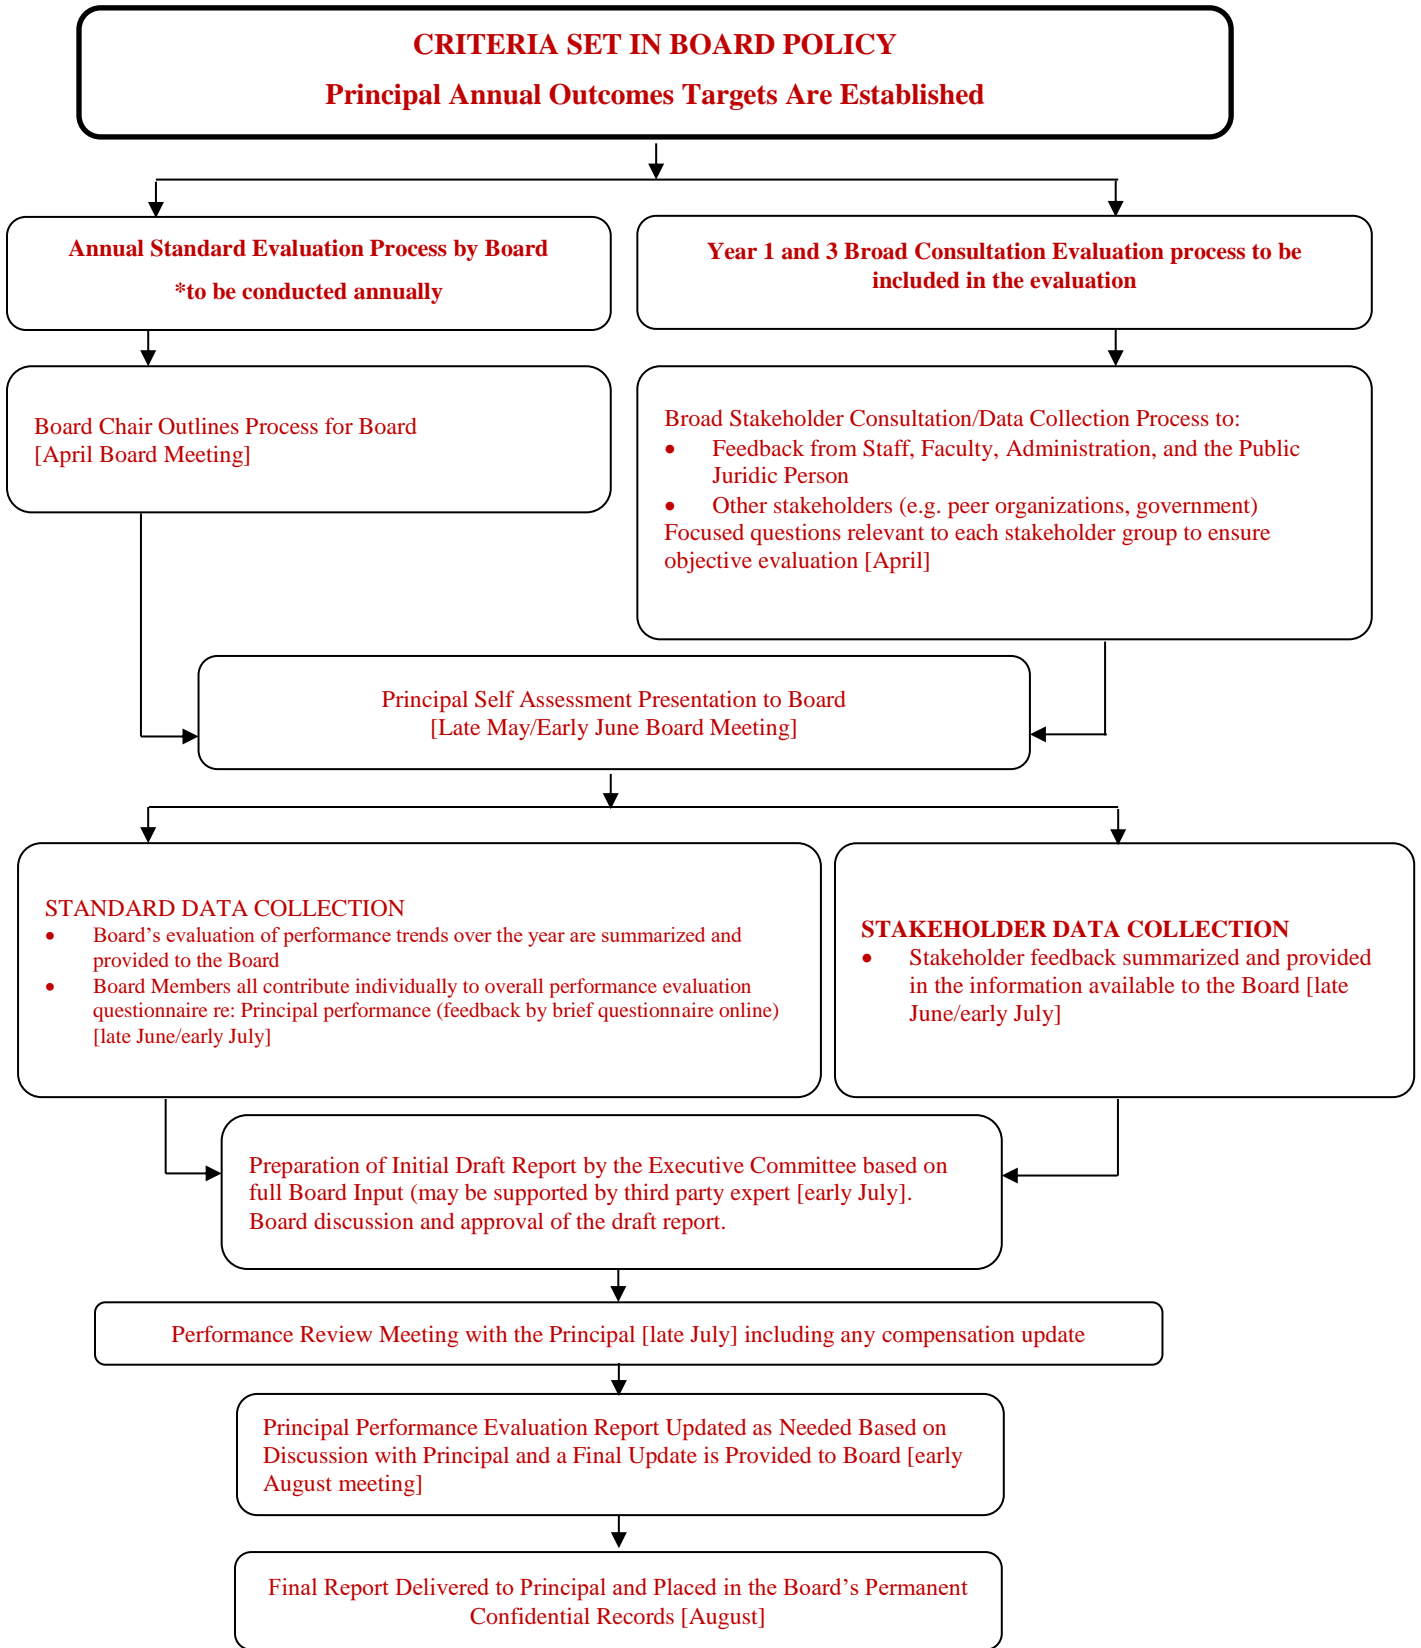 CRITERIA SET IN BOARD POLICY
Principal Annual Outcomes Targets Are Established
Annual Standard Evaluation Process by Board
*to be conducted annually
Year 1 and 3 Broad Consultation Evaluation process to be
included in the evaluation
Board Chair Outlines Process for Board
[April Board Meeting]
Broad Stakeholder Consultation/Data Collection Process to:
• Feedback from Staff, Faculty, Administration, and the Public
Juridic Person
• Other stakeholders (e.g. peer organizations, government)
Focused questions relevant to each stakeholder group to ensure
objective evaluation [April]
Principal Self Assessment Presentation to Board
[Late May/Early June Board Meeting]
STANDARD DATA COLLECTION
• Board’s evaluation of performance trends over the year are summarized and
provided to the Board
• Board Members all contribute individually to overall performance evaluation
questionnaire re: Principal performance (feedback by brief questionnaire online)
[late June/early July]
STAKEHOLDER DATA COLLECTION
• Stakeholder feedback summarized and provided
in the information available to the Board [late
June/early July]
Preparation of Initial Draft Report by the Executive Committee based on
full Board Input (may be supported by third party expert [early July].
Board discussion and approval of the draft report.
Performance Review Meeting with the Principal [late July] including any compensation update
Principal Performance Evaluation Report Updated as Needed Based on
Discussion with Principal and a Final Update is Provided to Board [early
August meeting]
Final Report Delivered to Principal and Placed in the Board’s Permanent
Confidential Records [August]